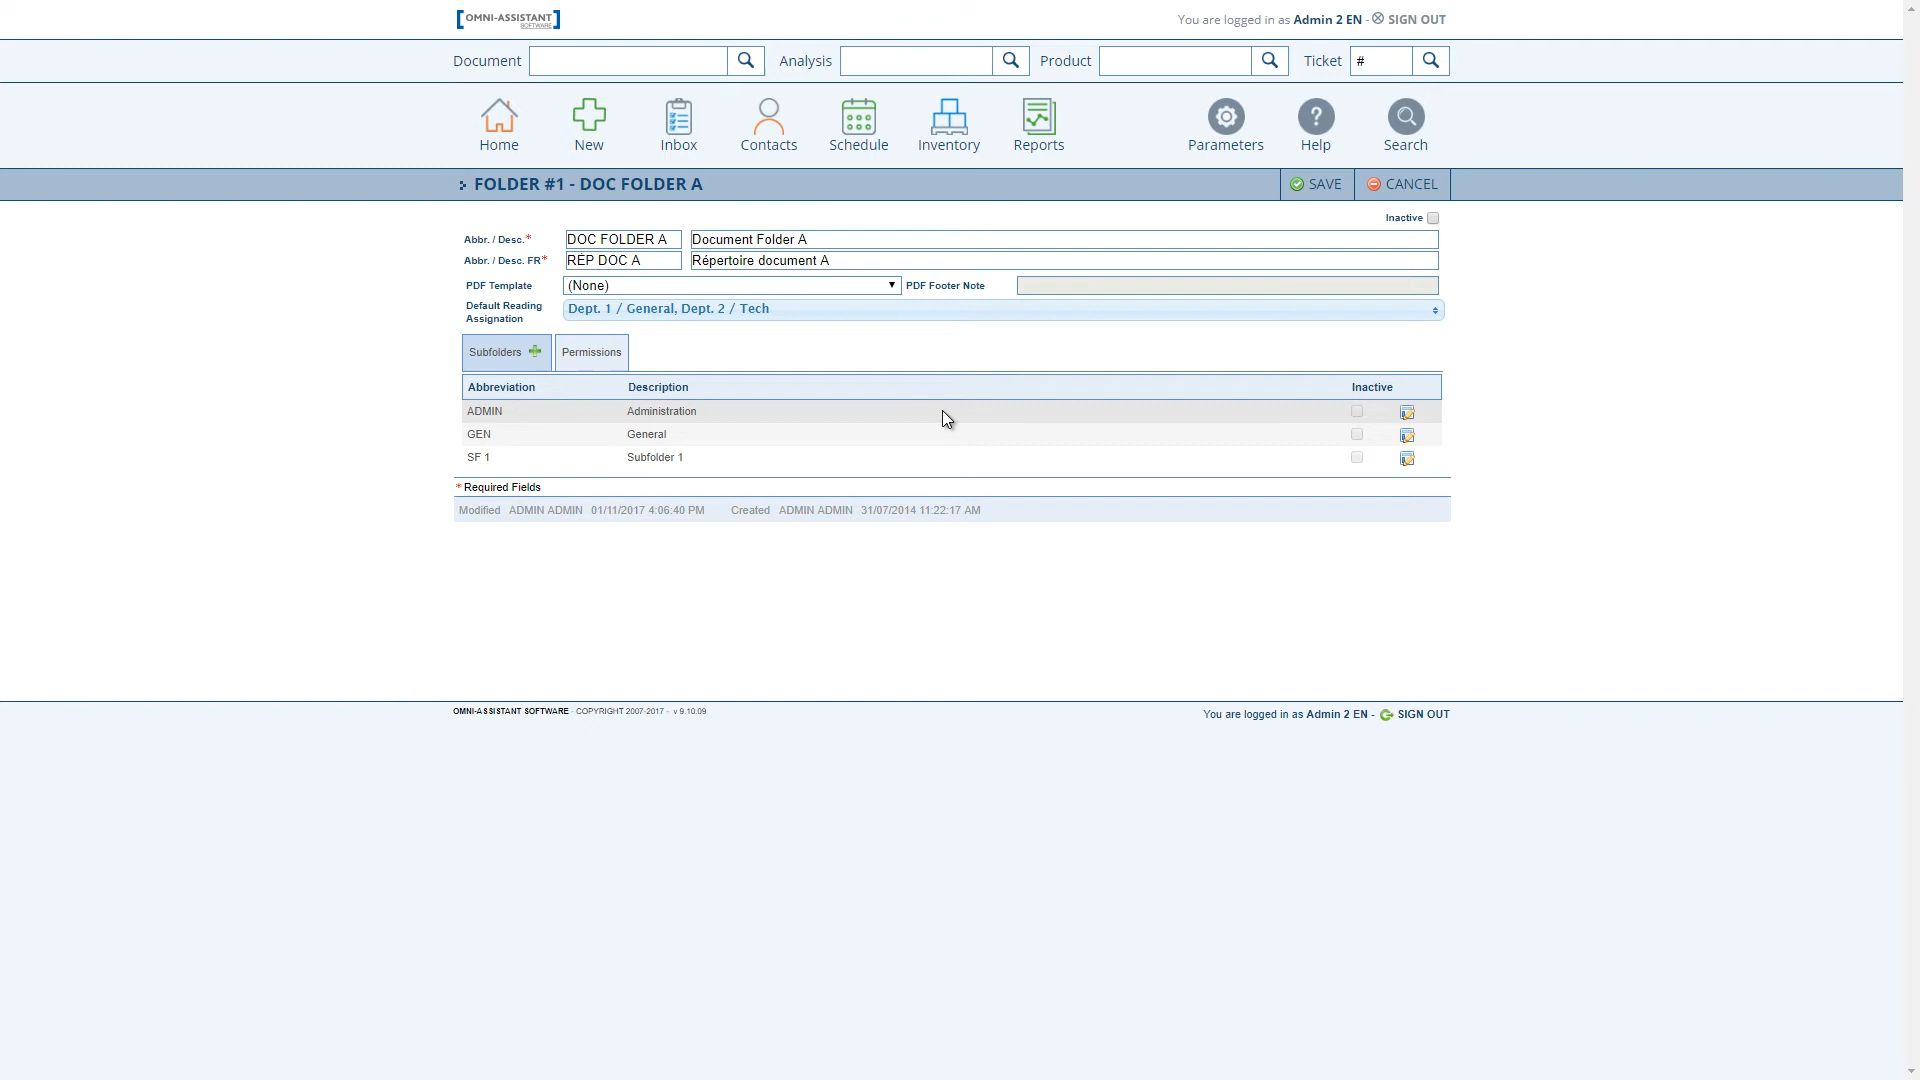 OMNI-ASSISTANT
SOFTWARE
You are logged in as Admin 2 EN - SIGN OUT
Document Analysis Product Ticket #
Home New Inbox Contacts Schedule Inventory Reports Parameters Help Search
FOLDER #1 - DOC FOLDER A SAVE CANCEL
Inactive
Abbr. / Desc.* DOC FOLDER A Document Folder A
Abbr. / Desc. FR* RÉP DOC A Répertoire document A
PDF Template (None) PDF Footer Note
Default Reading Assignation Dept. 1 / General, Dept. 2 / Tech
Subfolders Permissions
Abbreviation Description Inactive
ADMIN Administration
GEN General
SF 1 Subfolder 1
* Required Fields
Modified ADMIN ADMIN 01/11/2017 4:06:40 PM Created ADMIN ADMIN 31/07/2014 11:22:17 AM
OMNI-ASSISTANT SOFTWARE - COPYRIGHT 2007-2017 - v 9.10.09
You are logged in as Admin 2 EN - SIGN OUT